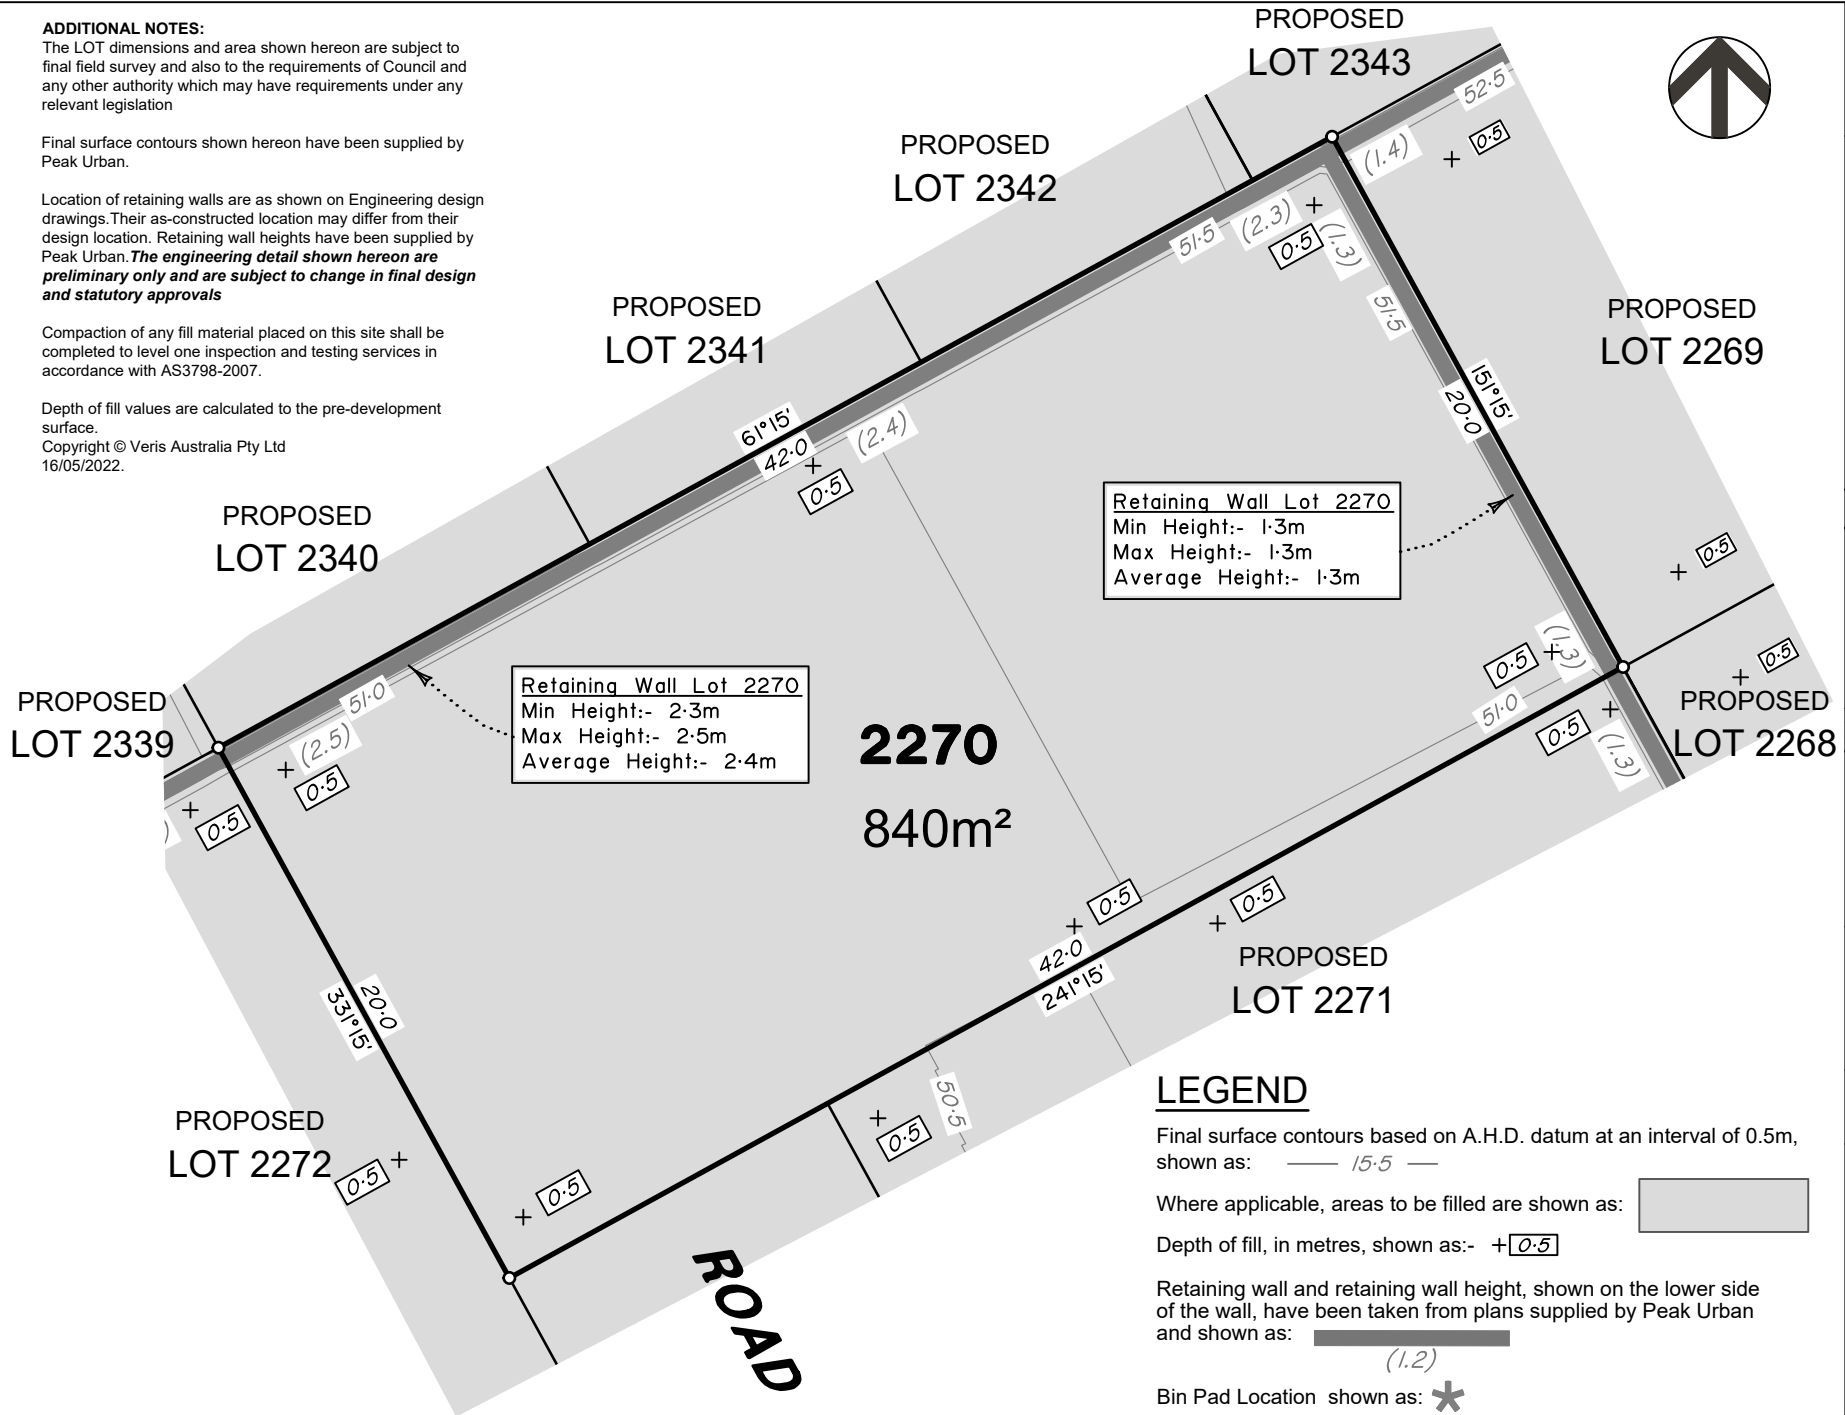 ADDITIONAL NOTES:
The LOT dimensions and area shown hereon are subject to
final field survey and also to the requirements of Council and
any other authority which may have requirements under any
relevant legislation
Final surface contours shown hereon have been supplied by
Peak Urban.
Location of retaining walls are as shown on Engineering design
drawings.Their as-constructed location may differ from their
design location. Retaining wall heights have been supplied by
Peak Urban.The engineering detail shown hereon are
preliminary only and are subject to change in final design
and statutory approvals
Compaction of any fill material placed on this site shall be
completed to level one inspection and testing services in
accordance with AS3798-2007.
Depth of fill values are calculated to the pre-development
surface.
Copyright © Veris Australia Pty Ltd
16/05/2022.
PROPOSED
LOT 2343
52·5
0·5
(1.4)
PROPOSED
LOT 2342
(2.3)
51·5
0·5
(1.3)
51·5
PROPOSED
LOT 2341
PROPOSED
LOT 2269
151°15'
20·0
61°15'
42·0
(2.4)
0·5
Retaining Wall Lot 2270
Min Height:- 1·3m
Max Height:- 1·3m
Average Height:- 1·3m
PROPOSED
LOT 2340
0·5
(1.3)
0·5
0·5
PROPOSED
LOT 2339
51·0
(2.5)
0·5
0·5
)
Retaining Wall Lot 2270
Min Height:- 2·3m
Max Height:- 2·5m
Average Height:- 2·4m
2270
840m²
51·0
0·5
(1.3)
PROPOSED
LOT 2268
0·5
0·5
42·0
241°15'
PROPOSED
LOT 2271
20·0
331°15'
50·5
0·5
PROPOSED
LOT 2272
0·5
0·5
ROAD
LEGEND
Final surface contours based on A.H.D. datum at an interval of 0.5m,
shown as: 15·5
Where applicable, areas to be filled are shown as:
Depth of fill, in metres, shown as:- +0·5
Retaining wall and retaining wall height, shown on the lower side
of the wall, have been taken from plans supplied by Peak Urban
and shown as:
(1.2)
Bin Pad Location shown as: